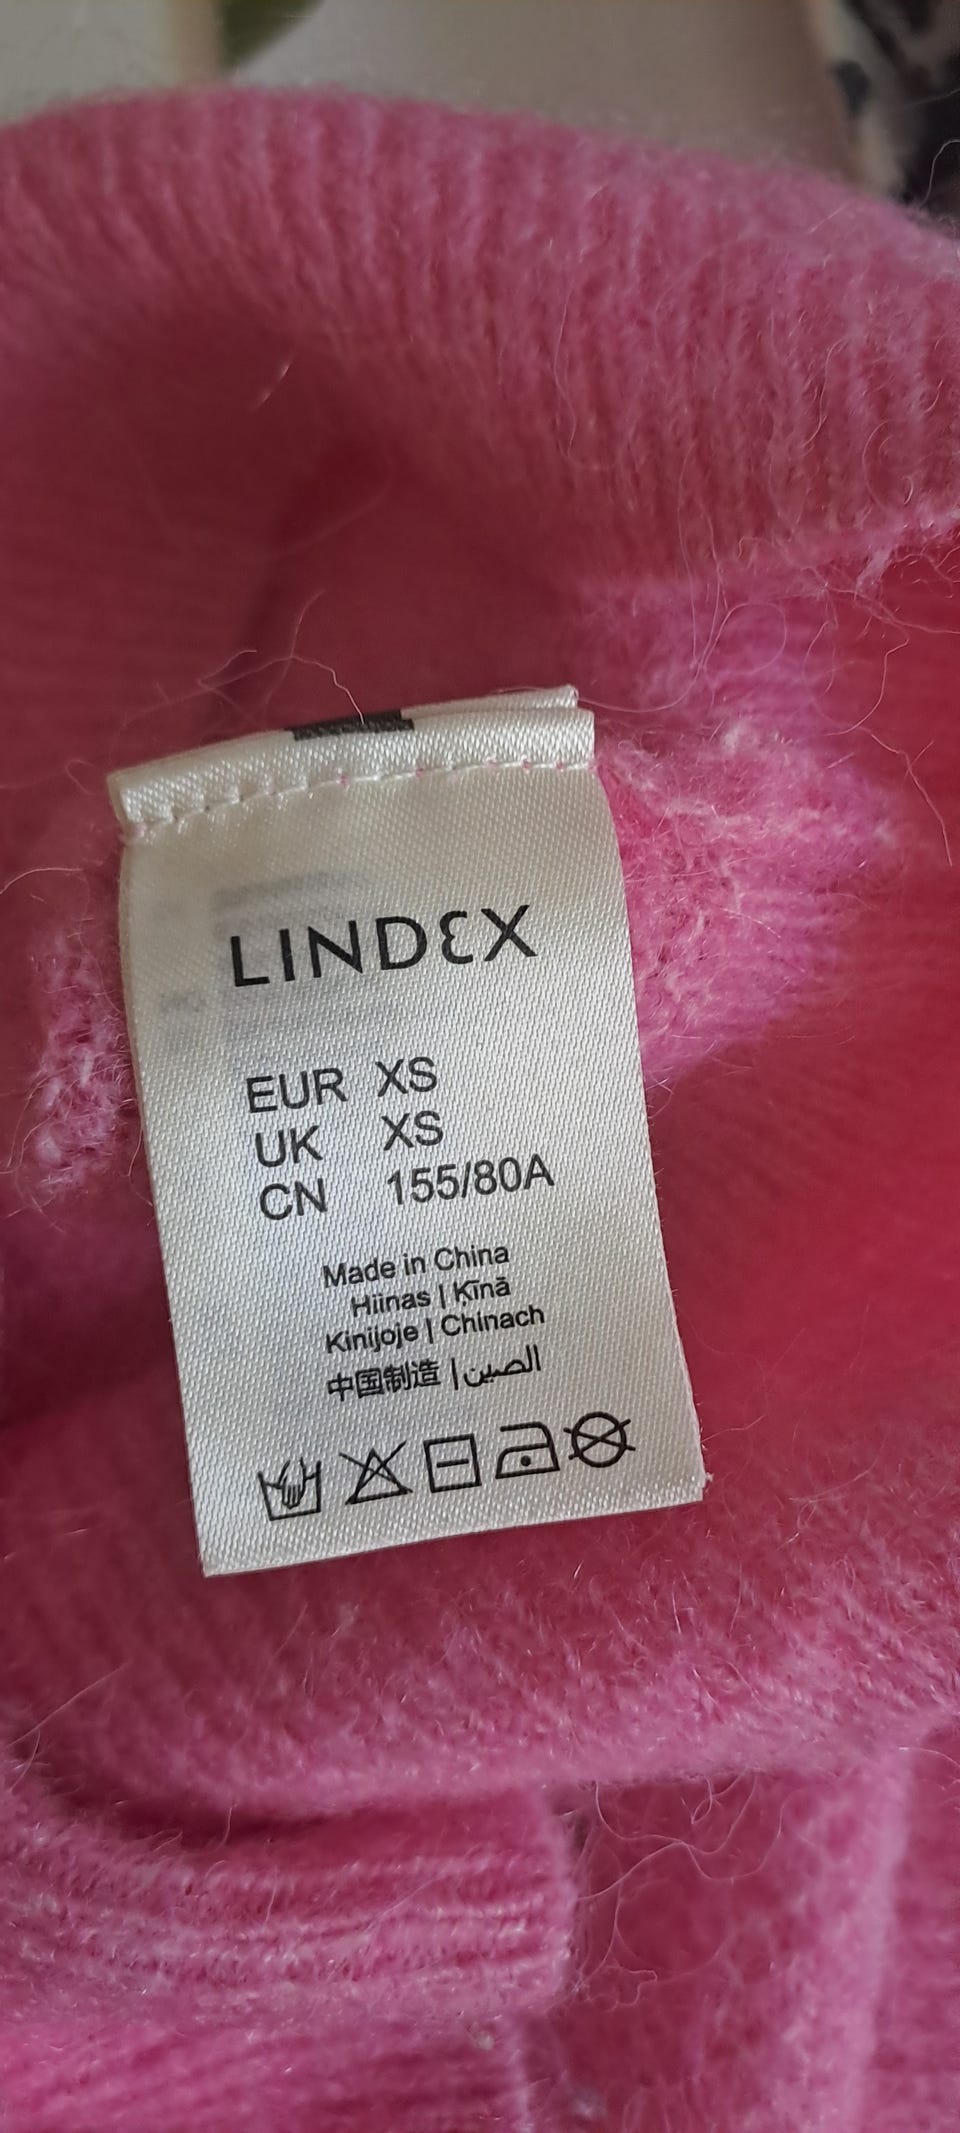 LINDEX
EUR XS
UK XS
CN 155/80A
Made in China
Hiinas | Ķīnā
Kinijoje | Chinach
中国制造 | الصين